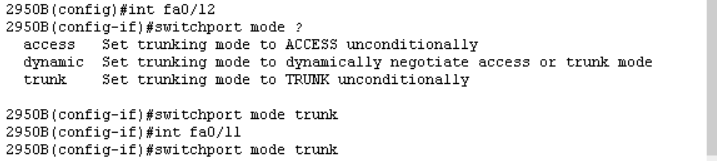 2950B(config)#int fa0/12
2950B(config-if)#switchport mode ?
  access   Set trunking mode to ACCESS unconditionally
  dynamic  Set trunking mode to dynamically negotiate access or trunk mode
  trunk    Set trunking mode to TRUNK unconditionally

2950B(config-if)#switchport mode trunk
2950B(config-if)#int fa0/11
2950B(config-if)#switchport mode trunk